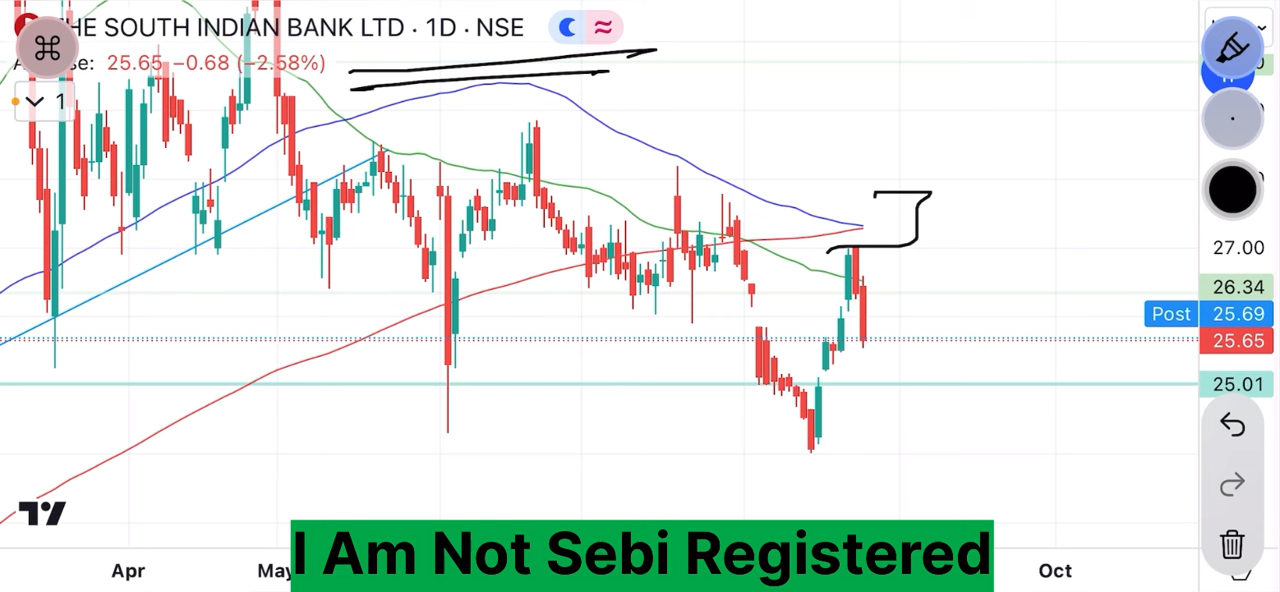 THE SOUTH INDIAN BANK LTD · 1D · NSE
25.65 −0.68 (−2.58%)
1
27.00
26.34
Post 25.69
25.65
25.01
I Am Not Sebi Registered
Apr
May
Oct